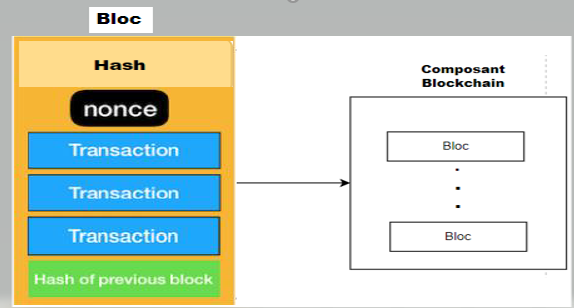 Bloc
Hash
nonce
Transaction
Transaction
Transaction
Hash of previous block
Composant
Blockchain
Bloc
Bloc